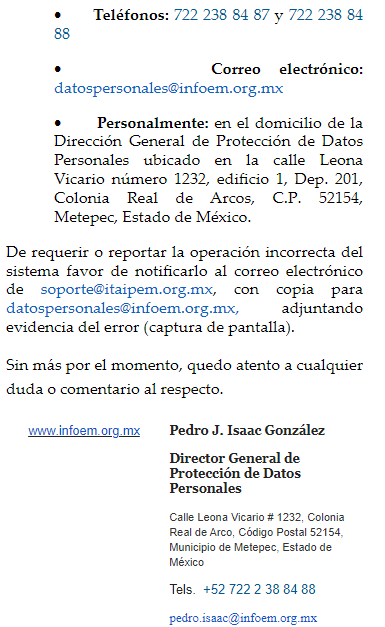 • Teléfonos: 722 238 84 87 y 722 238 84
88
• Correo electrónico:
datospersonales@infoem.org.mx
• Personalmente: en el domicilio de la
Dirección General de Protección de Datos
Personales ubicado en la calle Leona
Vicario número 1232, edificio 1, Dep. 201,
Colonia Real de Arcos, C.P. 52154,
Metepec, Estado de México.
De requerir o reportar la operación incorrecta del
sistema favor de notificarlo al correo electrónico
de soporte@itaipem.org.mx, con copia para
datospersonales@infoem.org.mx, adjuntando
evidencia del error (captura de pantalla).
Sin más por el momento, quedo atento a cualquier
duda o comentario al respecto.
www.infoem.org.mx
Pedro J. Isaac González
Director General de
Protección de Datos
Personales
Calle Leona Vicario # 1232, Colonia
Real de Arco, Código Postal 52154,
Municipio de Metepec, Estado de
México
Tels. +52 722 2 38 84 88
pedro.isaac@infoem.org.mx